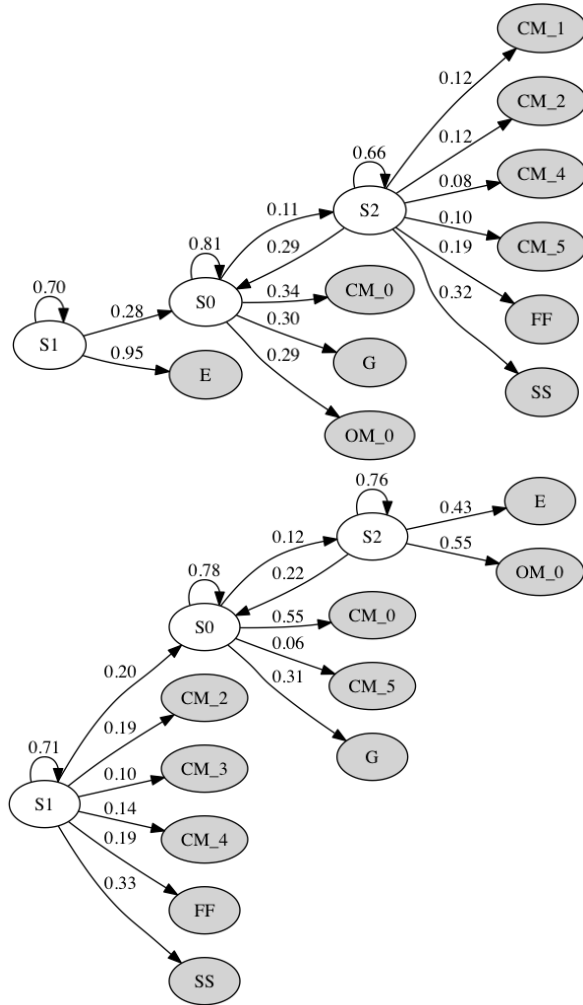 CM_1
0.12
CM_2
0.12
0.66
0.08
CM_4
S2
0.11
0.10
CM_5
0.81
0.29
0.19
0.70
S0
0.34
CM_0
0.32
FF
0.28
0.30
S1
0.95
0.29
G
E
SS
OM_0
0.76
0.43
E
0.12
S2
0.55
OM_0
0.78
0.22
S0
0.55
CM_0
0.06
0.20
0.31
CM_5
CM_2
0.19
G
0.71
0.10
CM_3
S1
0.14
0.19
CM_4
0.33
FF
SS